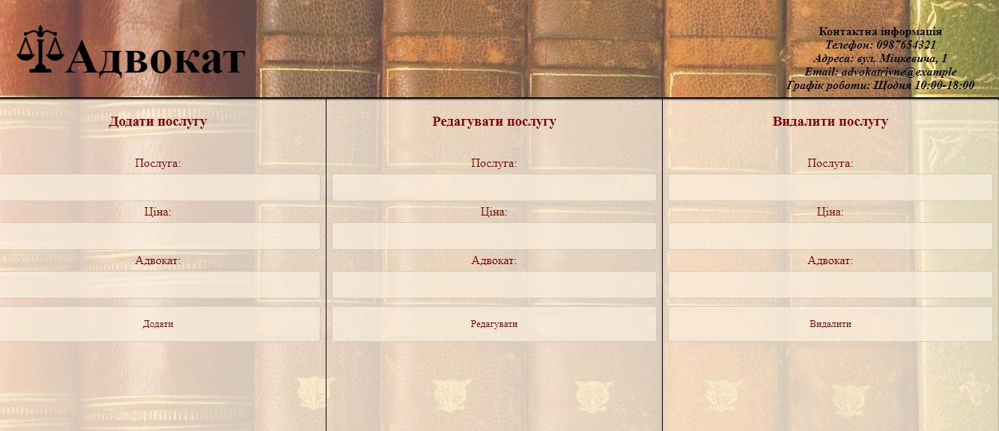 Адвокат
Контактна інформація
Телефон: 0987654321
Адреса: вул. Міцкевича, 1
Email: advokatrivne@example
Графік роботи: Щодня 10:00-18:00
Додати послугу
Послуга:
Ціна:
Адвокат:
Додати
Редагувати послугу
Послуга:
Ціна:
Адвокат:
Редагувати
Видалити послугу
Послуга:
Ціна:
Адвокат:
Видалити